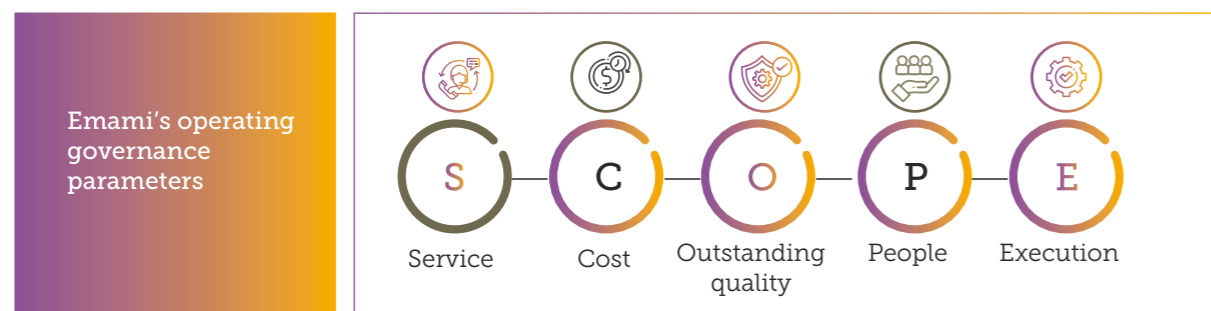 Emami’s operating
governance
parameters
S C O P E
Service Cost Outstanding quality People Execution